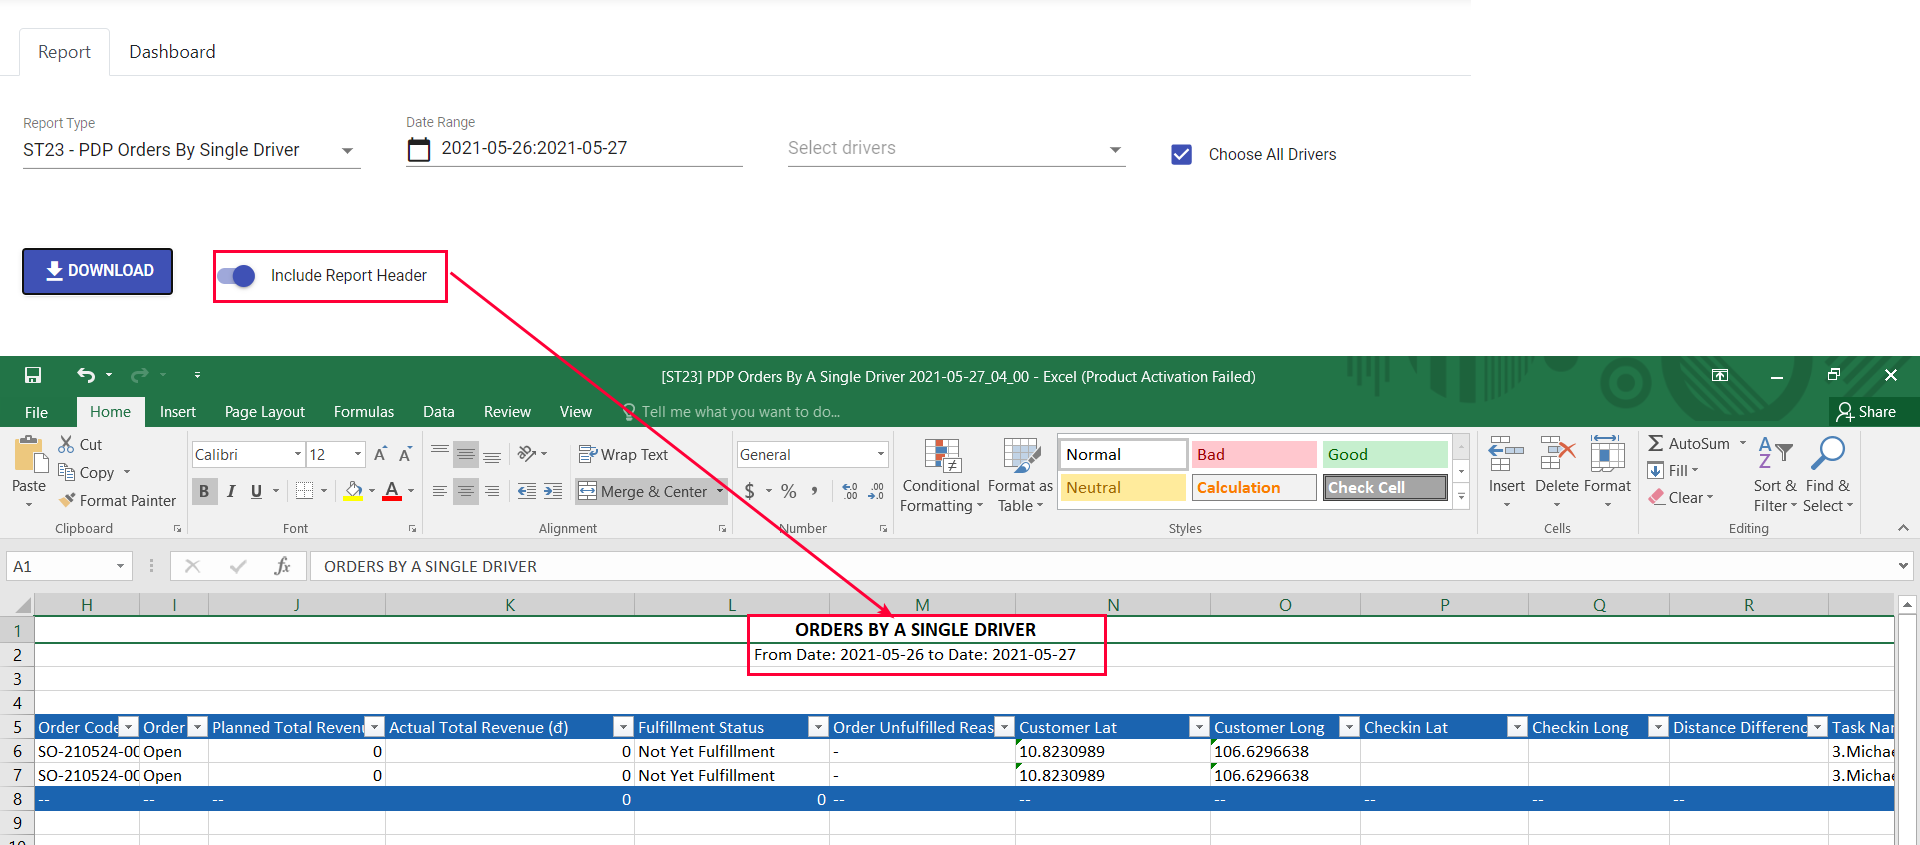 Report Dashboard
Report Type
ST23 - PDP Orders By Single Driver
Date Range
2021-05-26:2021-05-27
Select drivers
Choose All Drivers
DOWNLOAD
Include Report Header
[ST23] PDP Orders By A Single Driver 2021-05-27_04_00 - Excel (Product Activation Failed)
File Home Insert Page Layout Formulas Data Review View Tell me what you want to do...
Share
Paste
Cut
Copy
Format Painter
Clipboard
Calibri 12
B I U
Font
Wrap Text
Merge & Center
Alignment
General
$ % ,
Number
Conditional Formatting
Format as Table
Normal Bad Good
Neutral Calculation Check Cell
Styles
Insert Delete Format
Cells
AutoSum
Fill
Clear
Sort & Filter
Find & Select
Editing
A1 fx ORDERS BY A SINGLE DRIVER
H I J K L M N O P Q R
1 ORDERS BY A SINGLE DRIVER
2 From Date: 2021-05-26 to Date: 2021-05-27
3
4
5 Order Code Order Planned Total Revenu Actual Total Revenue (đ) Fulfillment Status Order Unfulfilled Reas Customer Lat Customer Long Checkin Lat Checkin Long Distance Differenc Task Nar
6 SO-210524-00 Open 0 0 Not Yet Fulfillment - 10.8230989 106.6296638 3.Michae
7 SO-210524-00 Open 0 0 Not Yet Fulfillment - 10.8230989 106.6296638 3.Michae
8 -- -- -- 0 0 -- -- -- -- -- --
9
10